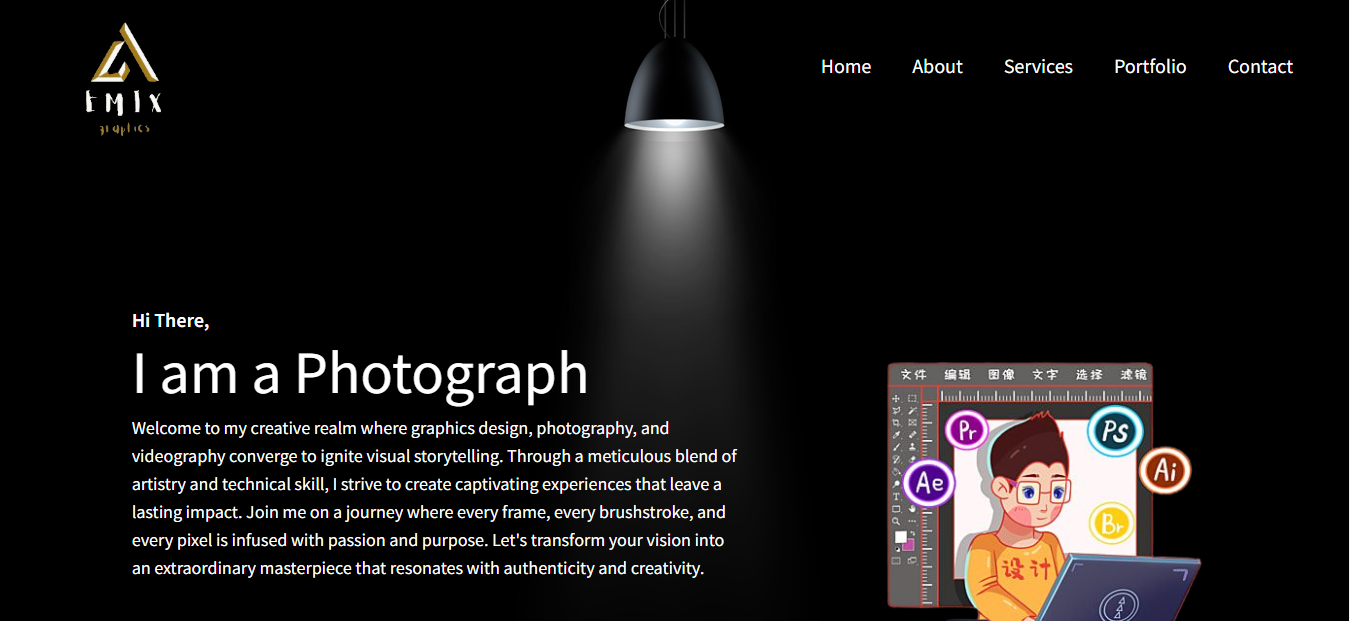 EMIX
graphics
Home About Services Portfolio Contact
Hi There,
I am a Photograph
Welcome to my creative realm where graphics design, photography, and
videography converge to ignite visual storytelling. Through a meticulous blend of
artistry and technical skill, I strive to create captivating experiences that leave a
lasting impact. Join me on a journey where every frame, every brushstroke, and
every pixel is infused with passion and purpose. Let's transform your vision into
an extraordinary masterpiece that resonates with authenticity and creativity.
文件 编辑 图像 文字 选择 滤镜
Pr
Ps
Ai
Ae
Br
T
设计